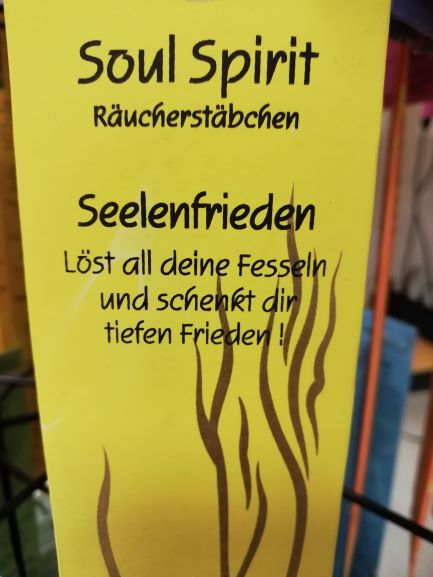 Soul Spirit
Räucherstäbchen
Seelenfrieden
Löst all deine Fesseln
und schenkt dir
tiefen Frieden !